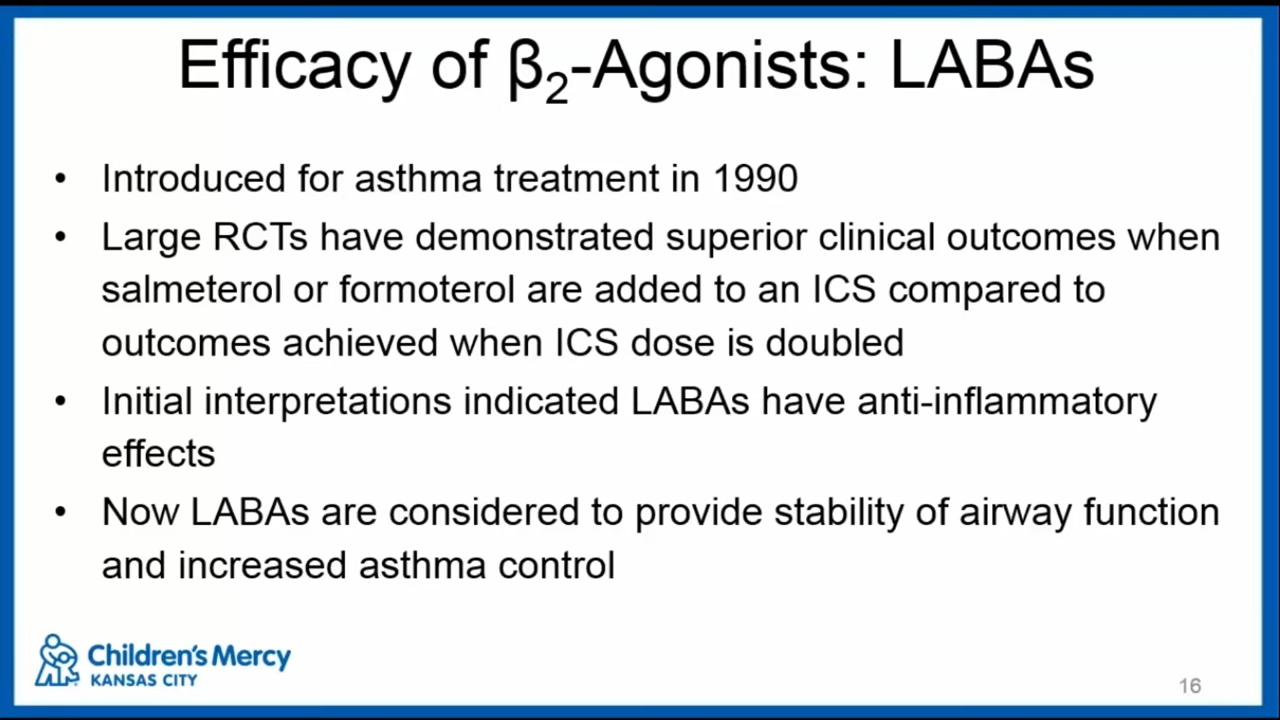 Efficacy of β₂-Agonists: LABAs
• Introduced for asthma treatment in 1990
• Large RCTs have demonstrated superior clinical outcomes when
salmeterol or formoterol are added to an ICS compared to
outcomes achieved when ICS dose is doubled
• Initial interpretations indicated LABAs have anti-inflammatory
effects
• Now LABAs are considered to provide stability of airway function
and increased asthma control
Children's Mercy
KANSAS CITY
16